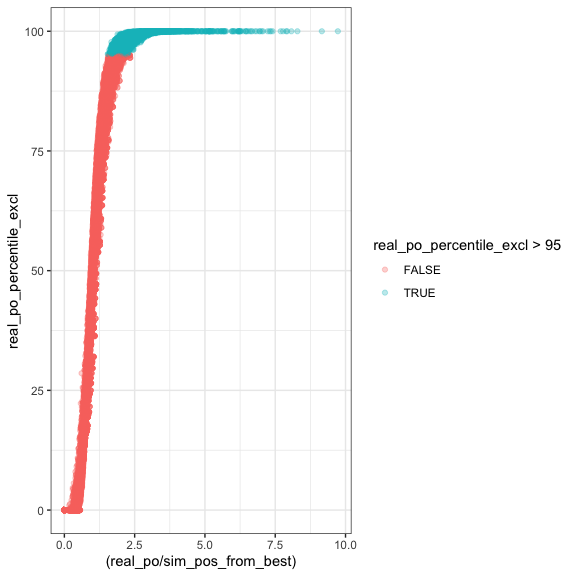 100
75
50
25
0
real_po_percentile_excl
0.0 2.5 5.0 7.5 10.0
(real_po/sim_pos_from_best)
real_po_percentile_excl > 95
FALSE
TRUE